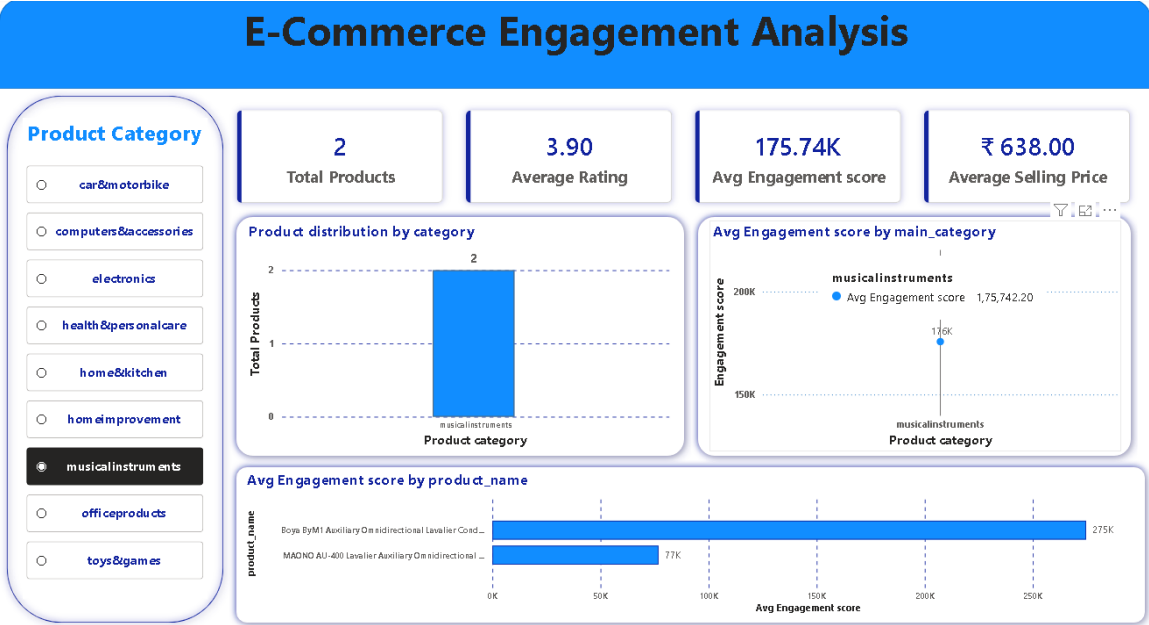 E-Commerce Engagement Analysis
Product Category
car&motorbike
computers&accessories
electronics
health&personalcare
home&kitchen
homeimprovement
musicalinstruments
officeproducts
toys&games
2
Total Products
3.90
Average Rating
175.74K
Avg Engagement score
₹ 638.00
Average Selling Price
Product distribution by category
Total Products
2
1
0
2
musicalinstruments
Product category
Avg Engagement score by main_category
Engagement score
200K
150K
musicalinstruments
Avg Engagement score 1,75,742.20
176K
musicalinstruments
Product category
Avg Engagement score by product_name
product_name
Boya ByM1 Auxiliary Omnidirectional Lavalier Cond... 275K
MAONO AU-400 Lavalier Auxiliary Omnidirectional ... 77K
0K 50K 100K 150K 200K 250K
Avg Engagement score